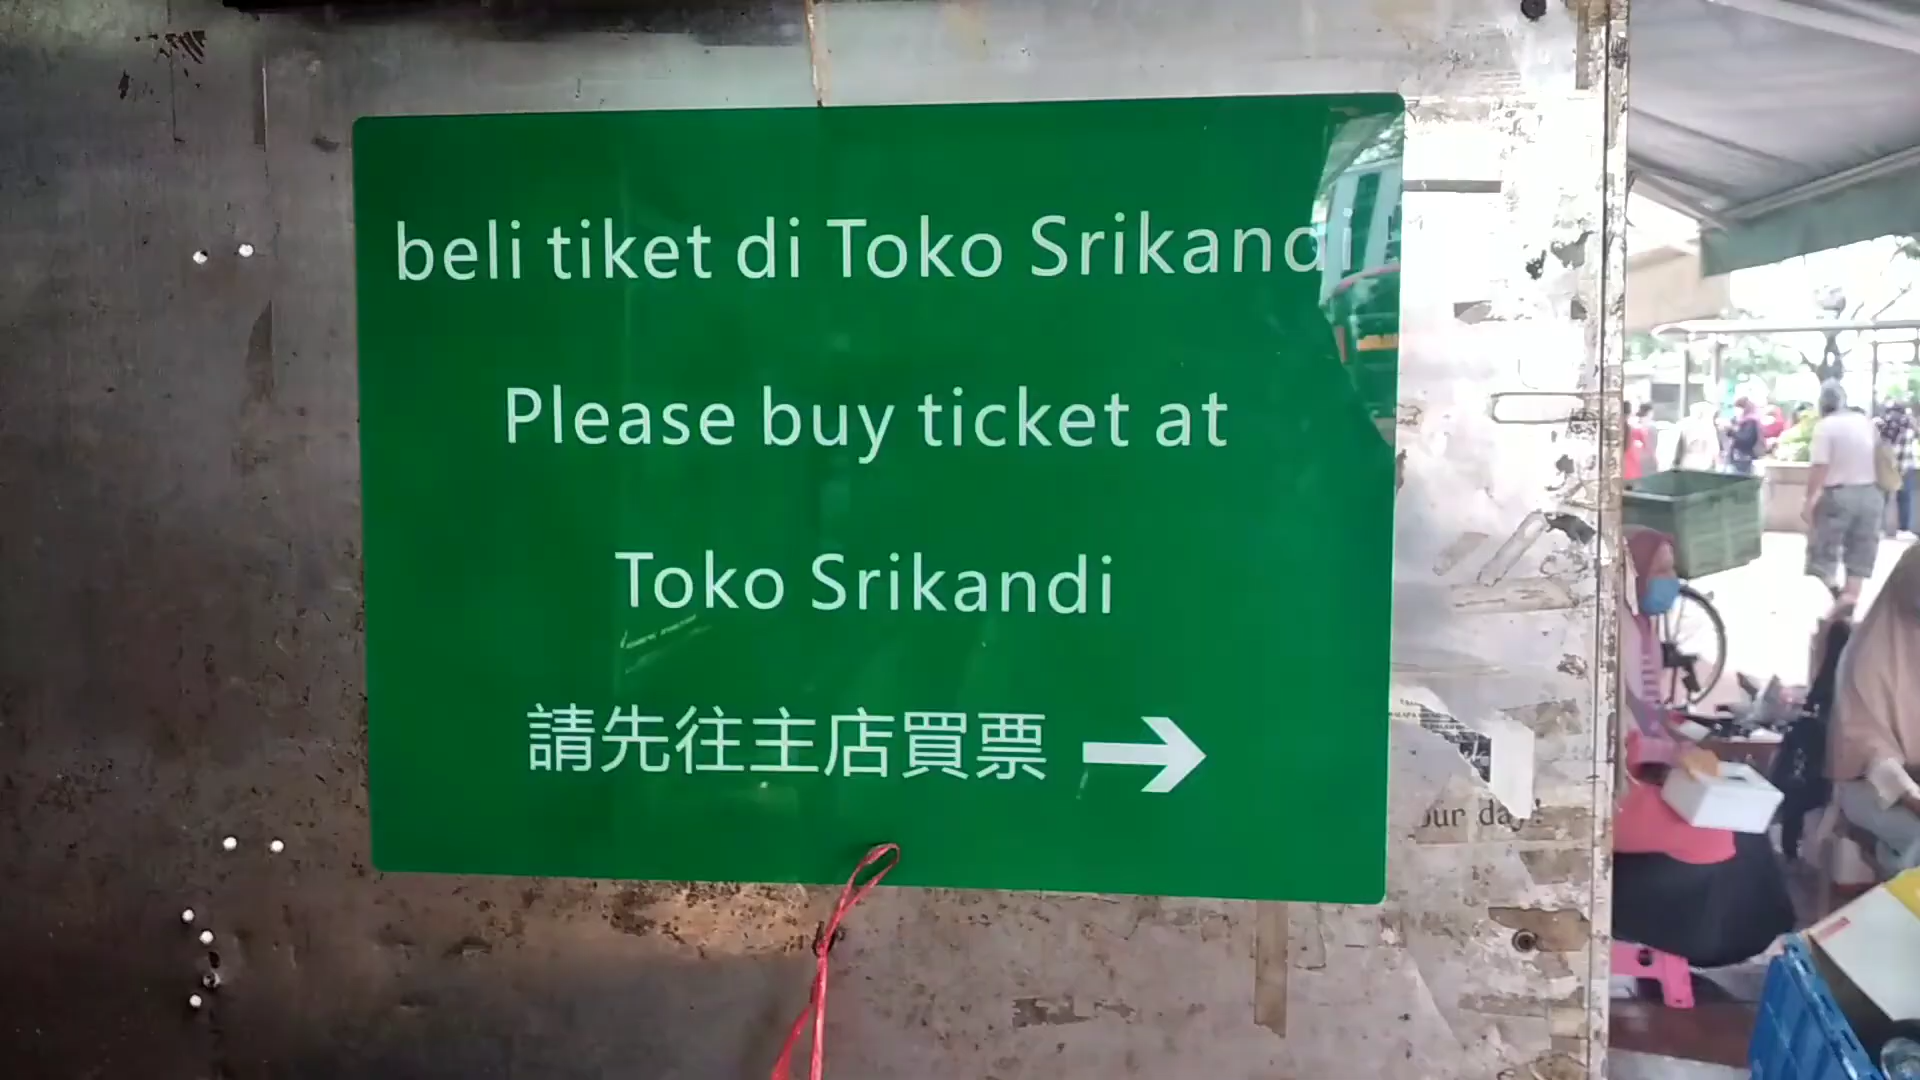 beli tiket di Toko Srikandi
Please buy ticket at
Toko Srikandi
請先往主店買票 →